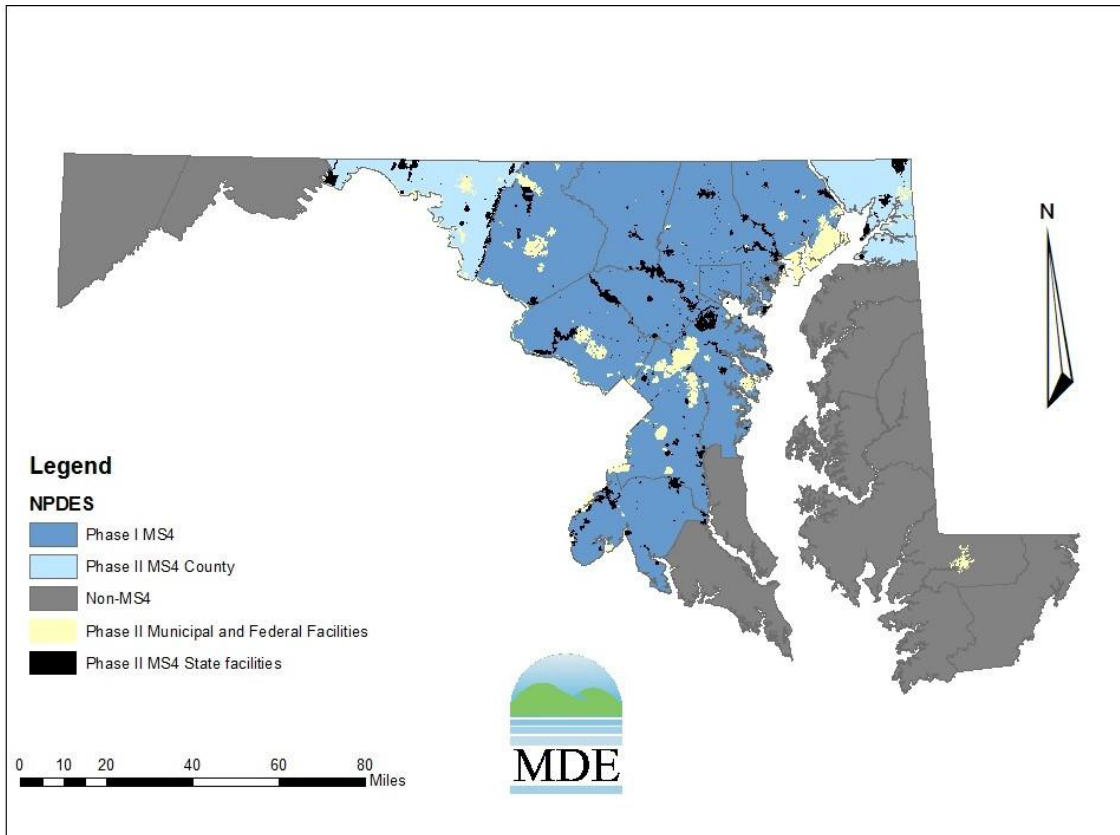 N
Legend
NPDES
Phase I MS4
Phase II MS4 County
Non-MS4
Phase II Municipal and Federal Facilities
Phase II MS4 State facilities
0 10 20 40 60 80
Miles
MDE